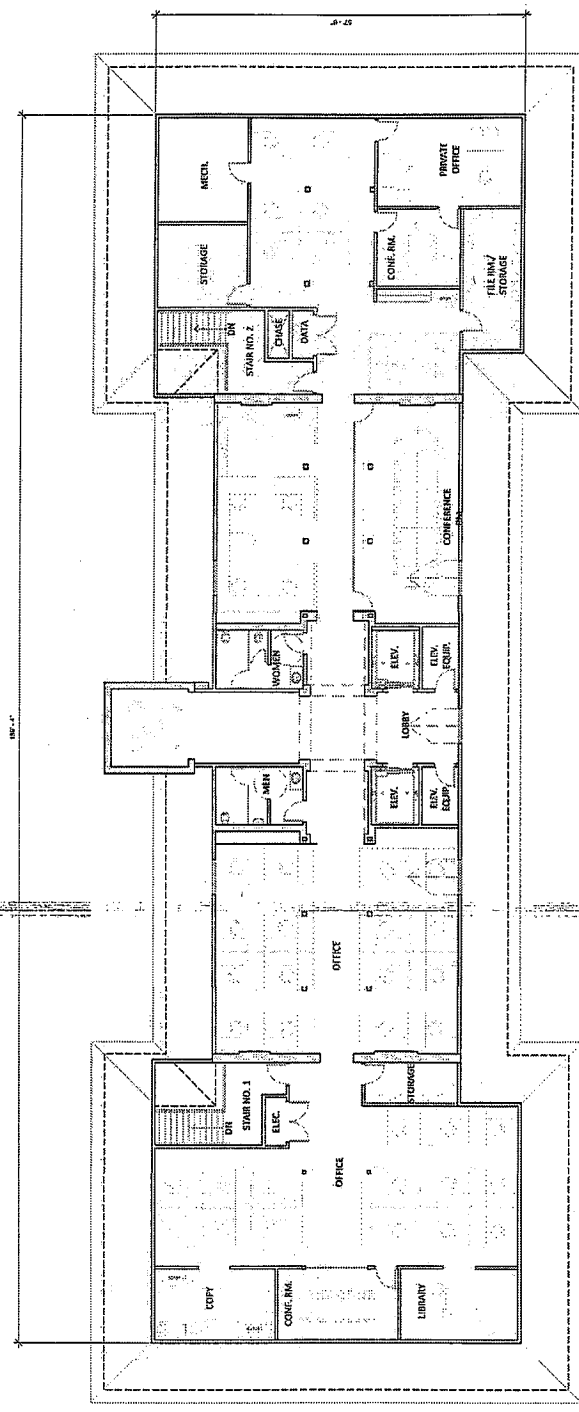 COPY
DN
STAIR NO. 1
ELEC.
MEN
WOMEN
DN
STAIR NO. 2
CHASE
DATA
STORAGE
MECH.
CONF. RM.
OFFICE
OFFICE
LIBRARY
STORAGE
ELEV.
ELEV.
EQUIP.
LOBBY
ELEV.
ELEV.
EQUIP.
CONFERENCE
RM.
CONF. RM.
FILE RM./
STORAGE
PRIVATE
OFFICE